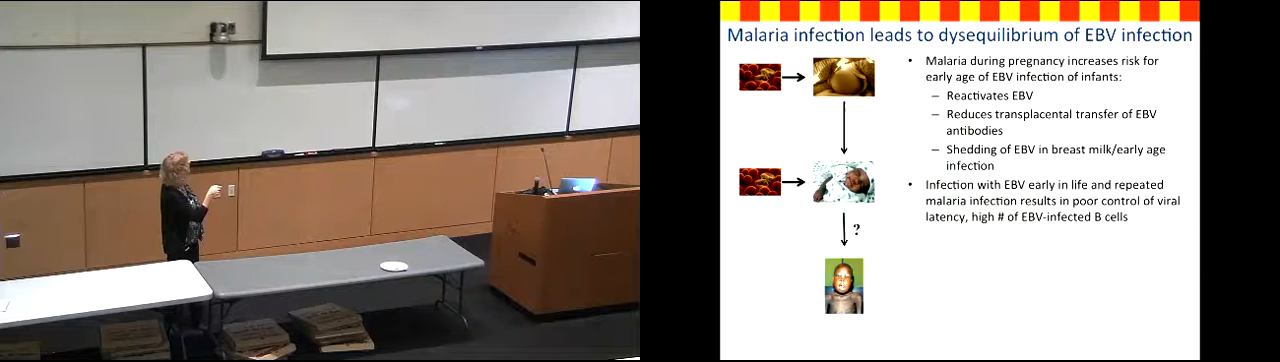 Malaria infection leads to dysequilibrium of EBV infection
• Malaria during pregnancy increases risk for
early age of EBV infection of infants:
– Reactivates EBV
– Reduces transplacental transfer of EBV
antibodies
– Shedding of EBV in breast milk/early age
infection
• Infection with EBV early in life and repeated
malaria infection results in poor control of viral
latency, high # of EBV-infected B cells
?